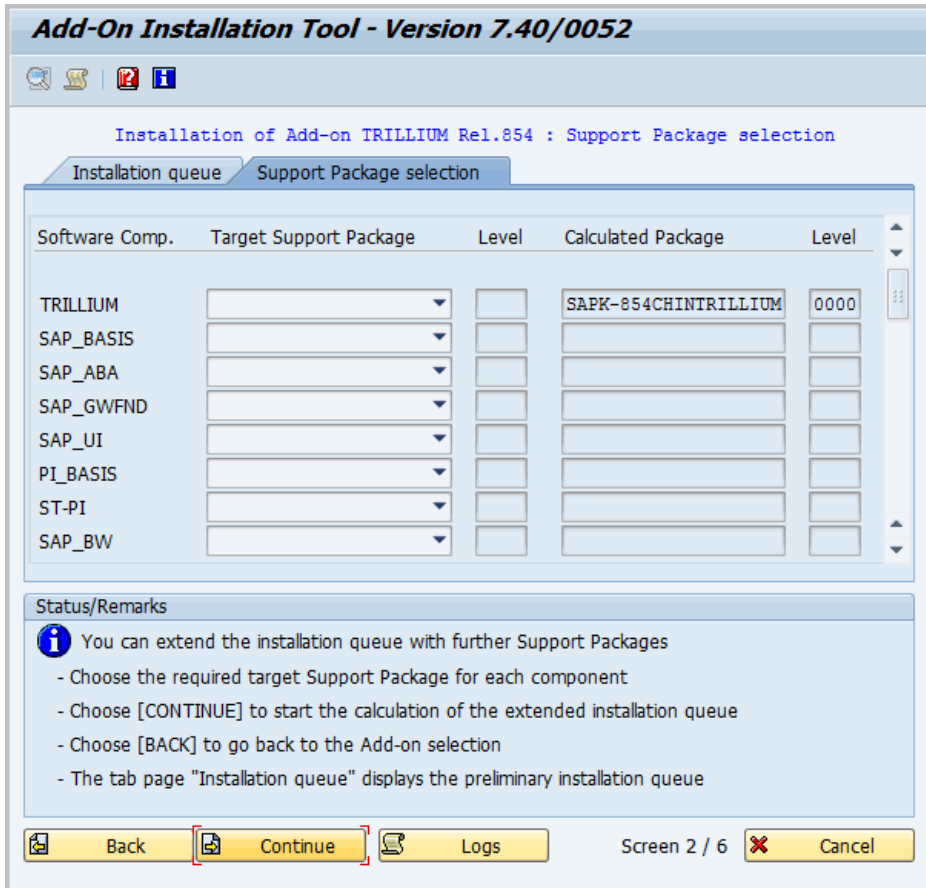 Add-On Installation Tool - Version 7.40/0052
Installation of Add-on TRILLIUM Rel.854 : Support Package selection
Installation queue Support Package selection
Software Comp. Target Support Package Level Calculated Package Level
TRILLIUM SAPK-854CHINTRILLIUM 0000
SAP_BASIS
SAP_ABA
SAP_GWFND
SAP_UI
PI_BASIS
ST-PI
SAP_BW
Status/Remarks
You can extend the installation queue with further Support Packages
- Choose the required target Support Package for each component
- Choose [CONTINUE] to start the calculation of the extended installation queue
- Choose [BACK] to go back to the Add-on selection
- The tab page "Installation queue" displays the preliminary installation queue
Back Continue Logs Screen 2 / 6 Cancel